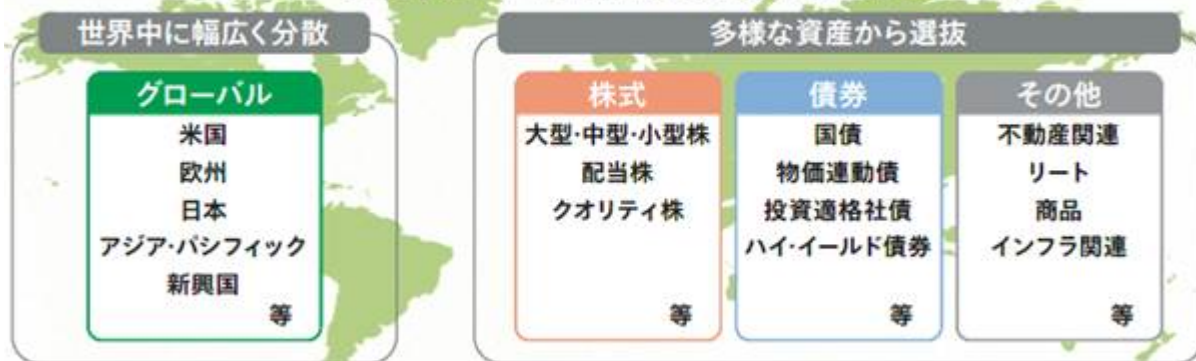 世界中に幅広く分散
グローバル
米国
欧州
日本
アジア・パシフィック
新興国
等
多様な資産から選抜
株式
大型・中型・小型株
配当株
クオリティ株
等
債券
国債
物価連動債
投資適格社債
ハイ・イールド債券
等
その他
不動産関連
リート
商品
インフラ関連
等